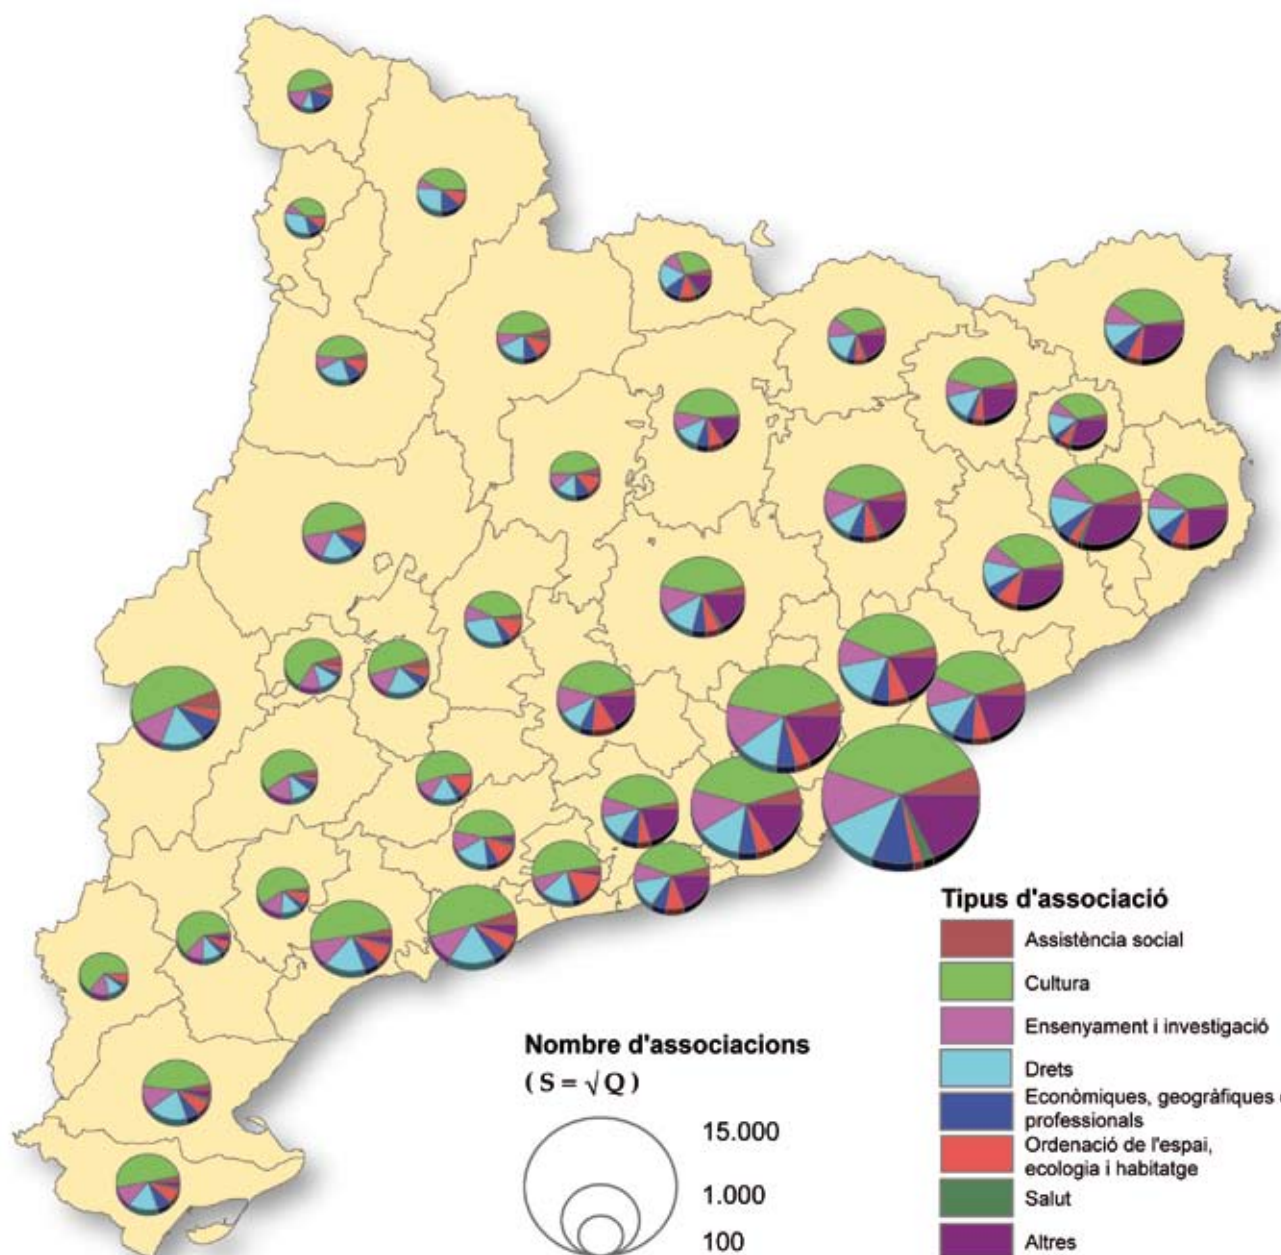 Tipus d'associació
Assistència social
Cultura
Ensenyament i investigació
Drets
Econòmiques, geogràfiques
professionals
Ordenació de l'espai,
ecologia i habitatge
Salut
Altres
Nombre d'associacions
( S = √ Q )
15.000
1.000
100